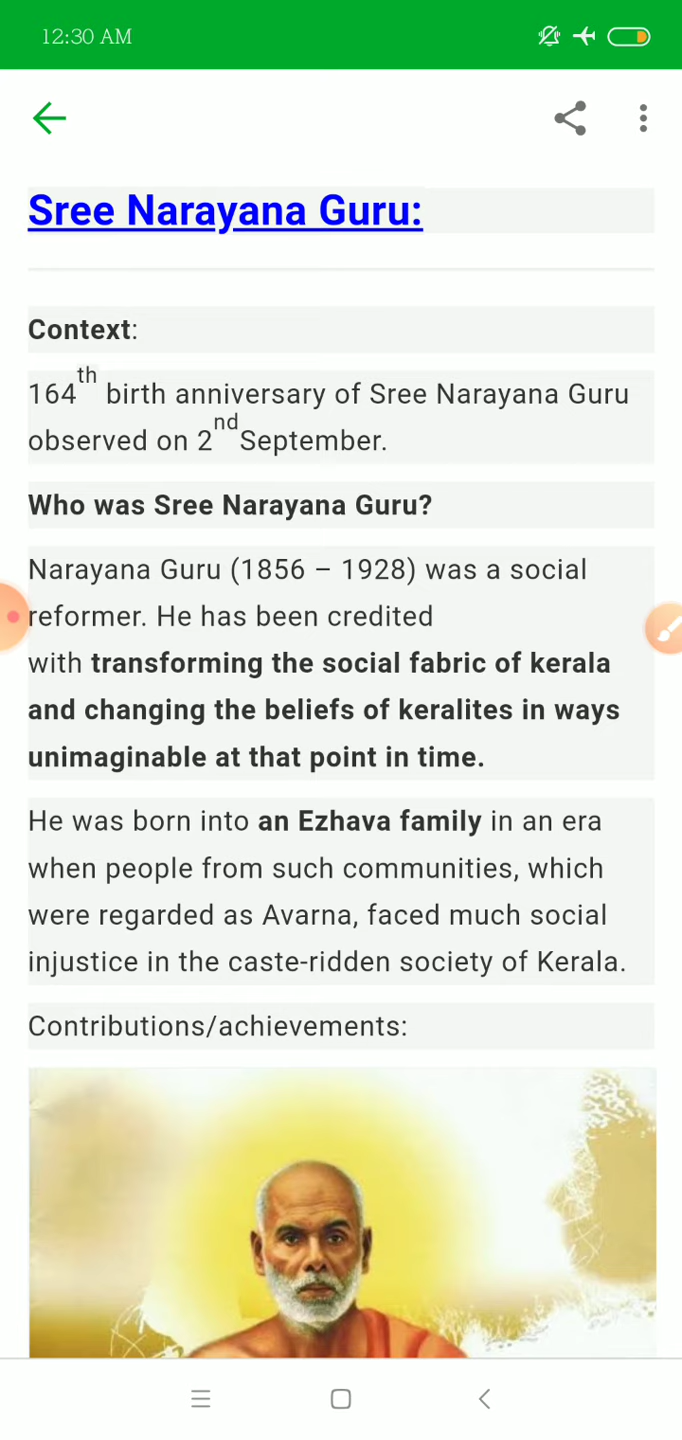 12:30 AM
Sree Narayana Guru:
Context:
164th birth anniversary of Sree Narayana Guru
observed on 2nd September.
Who was Sree Narayana Guru?
Narayana Guru (1856 – 1928) was a social
reformer. He has been credited
with transforming the social fabric of kerala
and changing the beliefs of keralites in ways
unimaginable at that point in time.
He was born into an Ezhava family in an era
when people from such communities, which
were regarded as Avarna, faced much social
injustice in the caste-ridden society of Kerala.
Contributions/achievements: